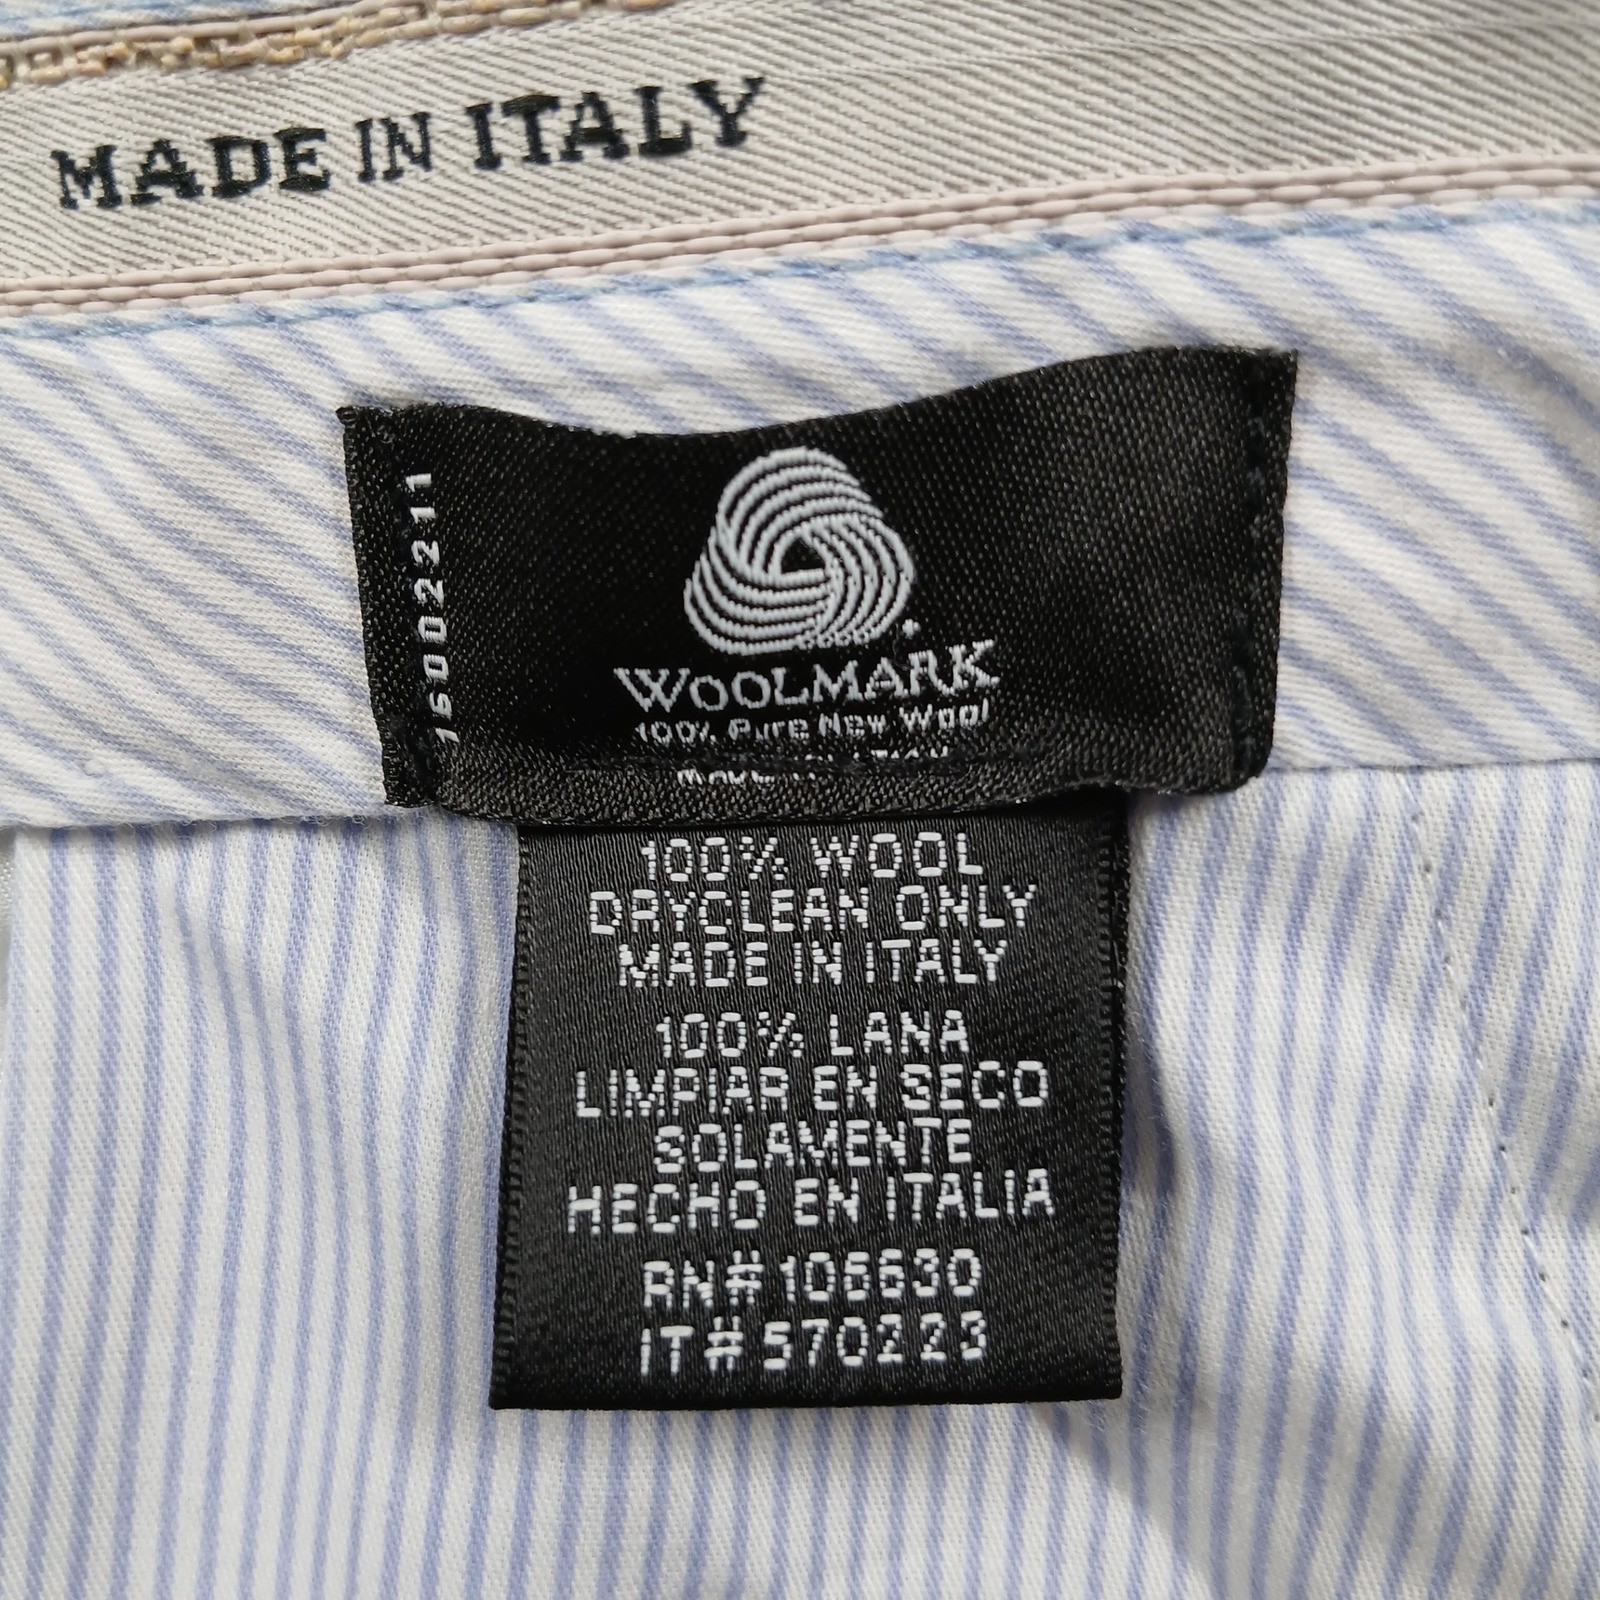 MADE IN ITALY
16002211
WOOLMARK
100% Pure New Wool
100% WOOL
DRYCLEAN ONLY
MADE IN ITALY
100% LANA
LIMPIAR EN SECO
SOLAMENTE
HECHO EN ITALIA
RN#106630
IT#570223